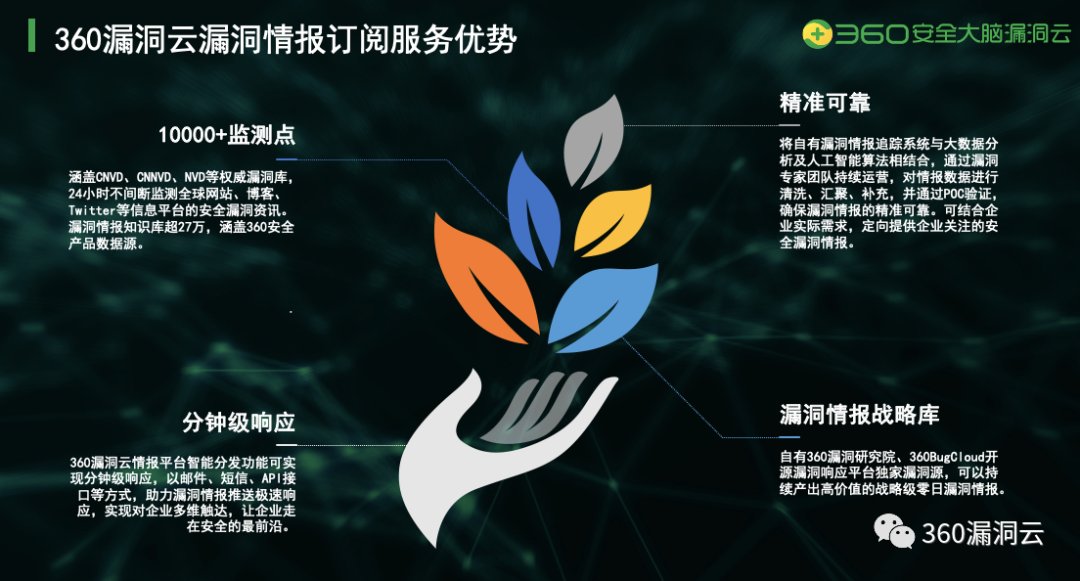 360漏洞云漏洞情报订阅服务优势
360安全大脑漏洞云
10000+监测点
涵盖CNVD、CNNVD、NVD等权威漏洞库，
24小时不间断监测全球网站、博客、
Twitter等信息平台的安全漏洞资讯。
漏洞情报知识库超27万，涵盖360安全
产品数据源。
精准可靠
将自有漏洞情报追踪系统与大数据分
析及人工智能算法相结合，通过漏洞
专家团队持续运营，对情报数据进行
清洗、汇聚、补充，并通过POC验证，
确保漏洞情报的精准可靠。可结合企
业实际需求，定向提供企业关注的安
全漏洞情报。
分钟级响应
360漏洞云情报平台智能分发功能可实
现分钟级响应，以邮件、短信、API接
口等方式，助力漏洞情报推送极速响
应，实现对企业多维触达，让企业走
在安全的最前沿。
漏洞情报战略库
自有360漏洞研究院、360BugCloud开
源漏洞响应平台独家漏洞源，可以持
续产出高价值的战略级零日漏洞情报。
360漏洞云